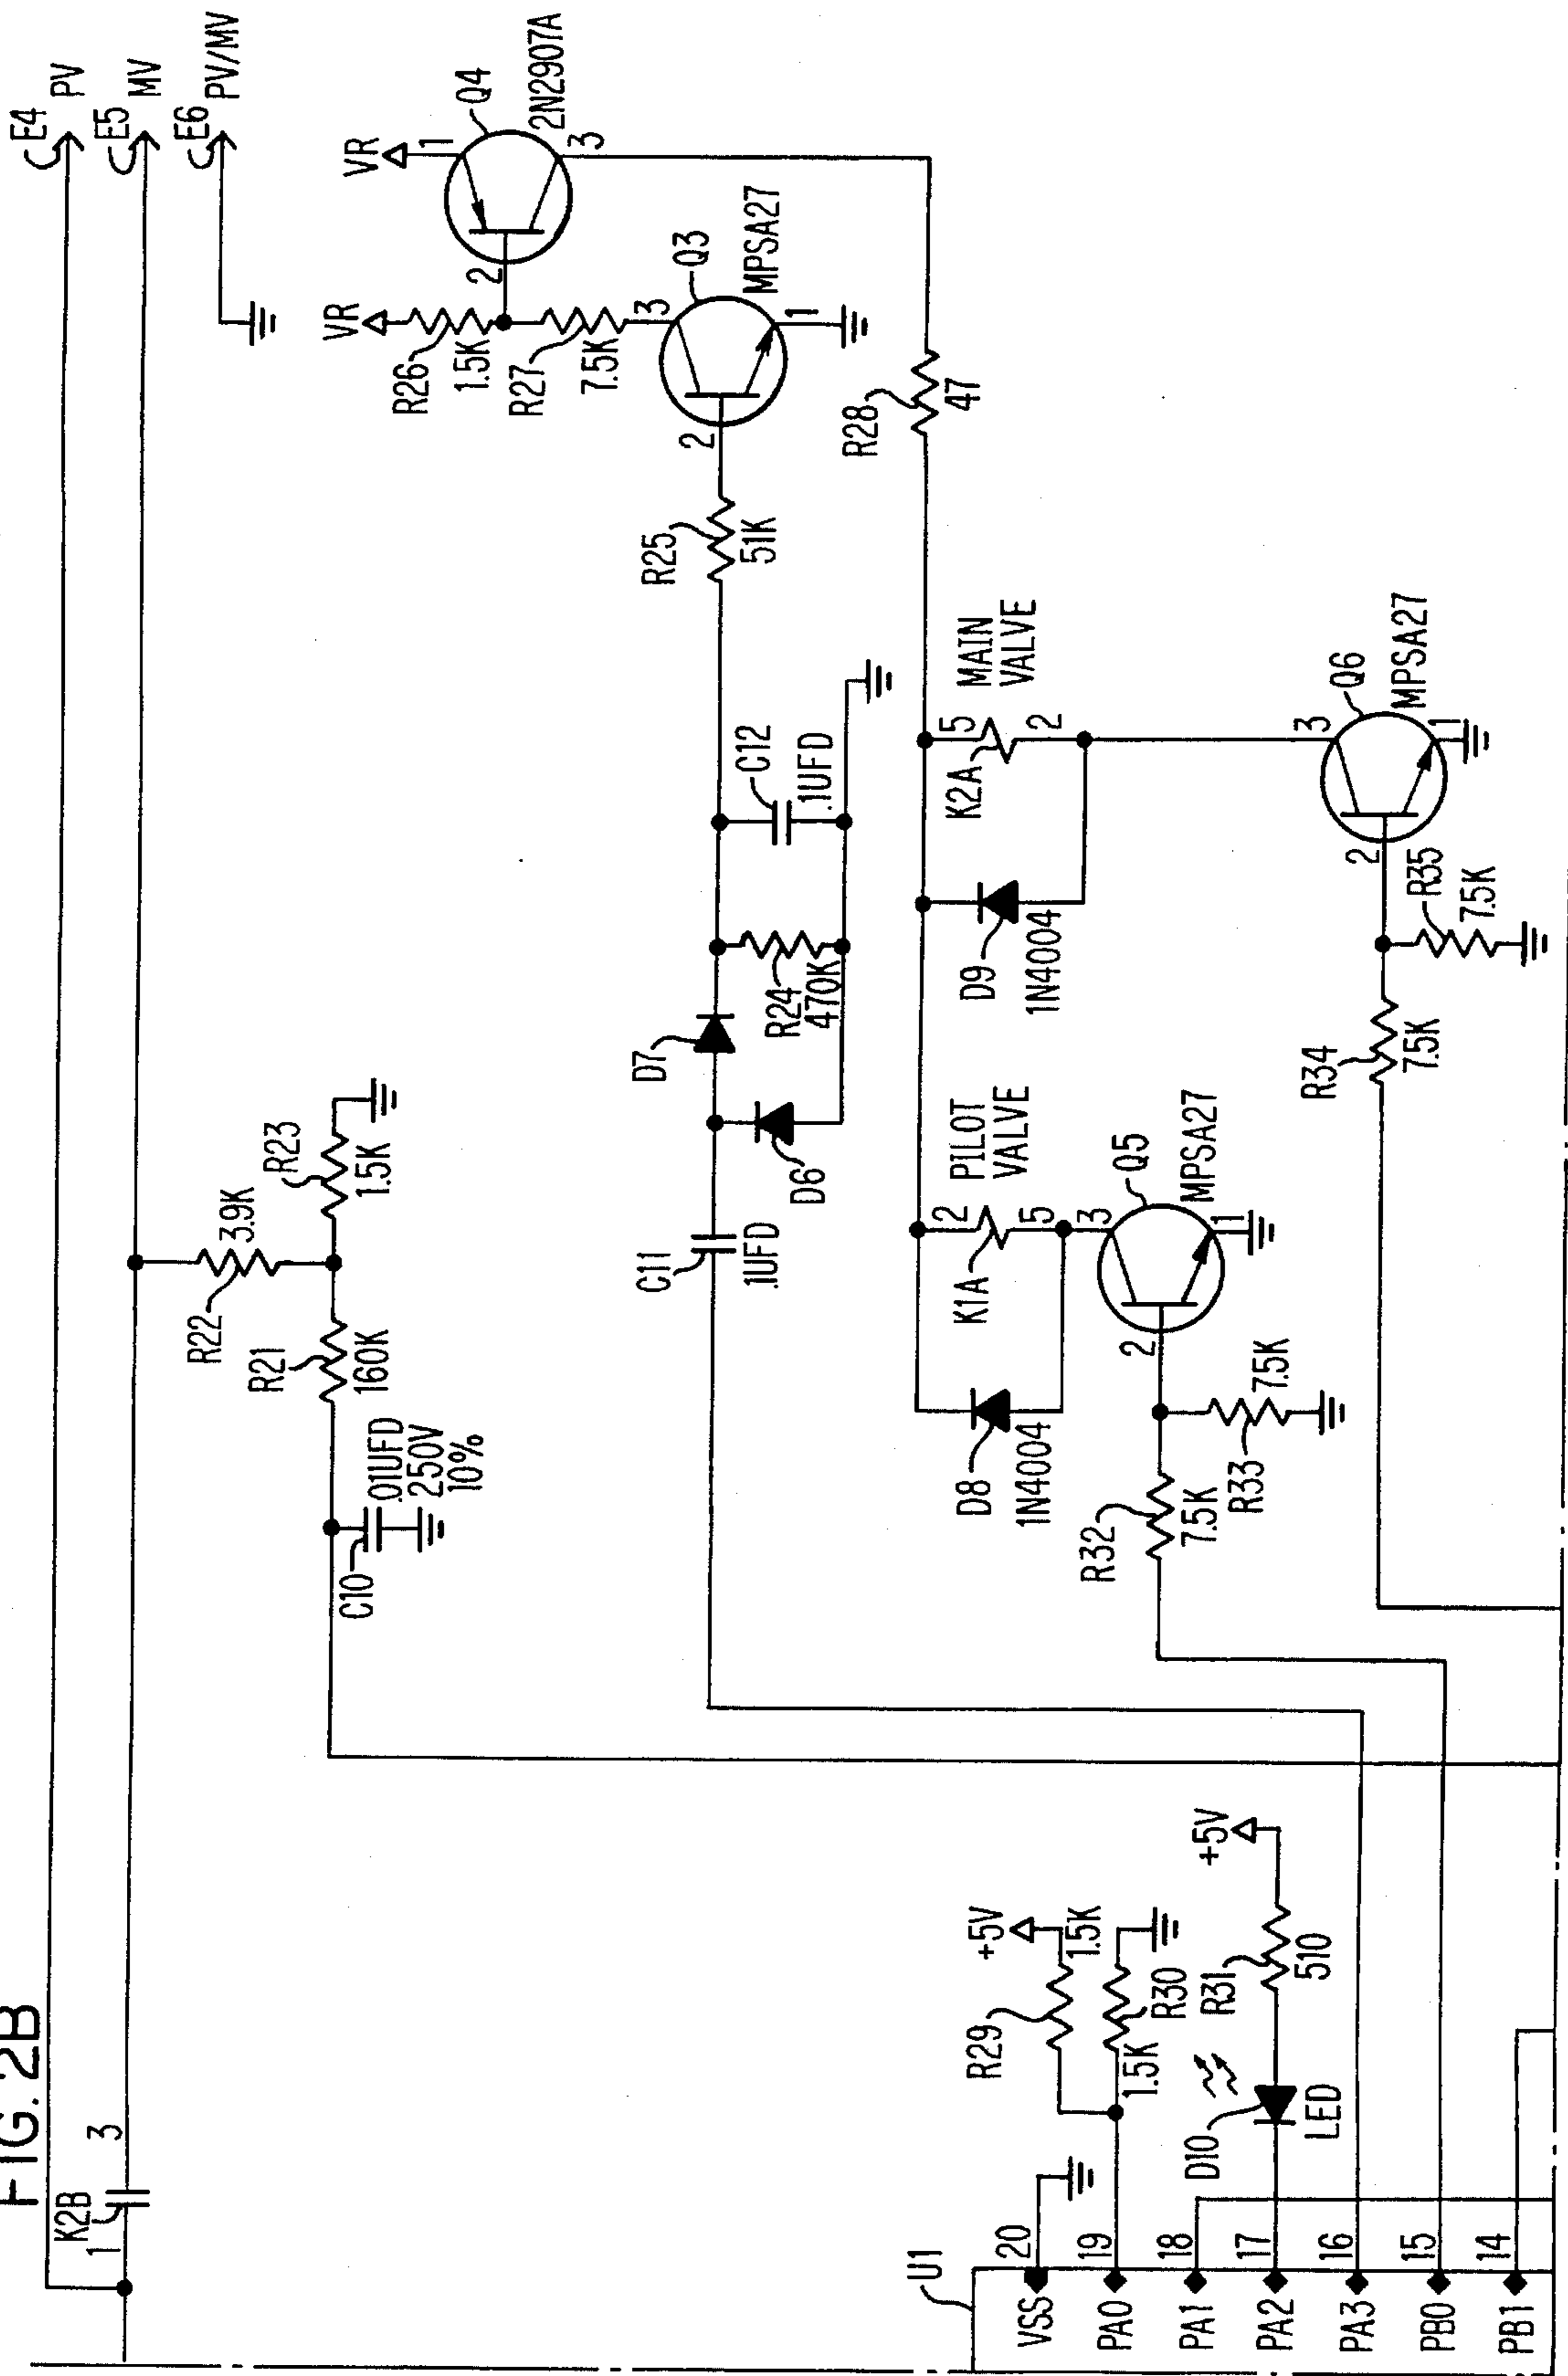 FIG. 2B
K2B
1
3
E4
PV
E5
MV
E6
PV/MV
R22
3.9K
R21
160K
R23
1.5K
C10
.01UFD
250V
10%
VR
R26
1.5K
R27
7.5K
VR
1
2
3
Q4
2N2907A
C11
.1UFD
D7
D6
R24
470K
C12
.1UFD
R25
51K
2
3
1
Q3
MPSA27
R28
47
D8
1N4004
K1A
2
5
PILOT
VALVE
D9
1N4004
K2A
5
2
MAIN
VALVE
R32
7.5K
R33
7.5K
2
3
1
Q5
MPSA27
R34
7.5K
R35
7.5K
2
3
1
Q6
MPSA27
U1
VSS
20
PA0
19
R29
+5V
1.5K
1.5K
R30
PA1
18
PA2
17
D10
LED
R31
510
+5V
PA3
16
PB0
15
PB1
14